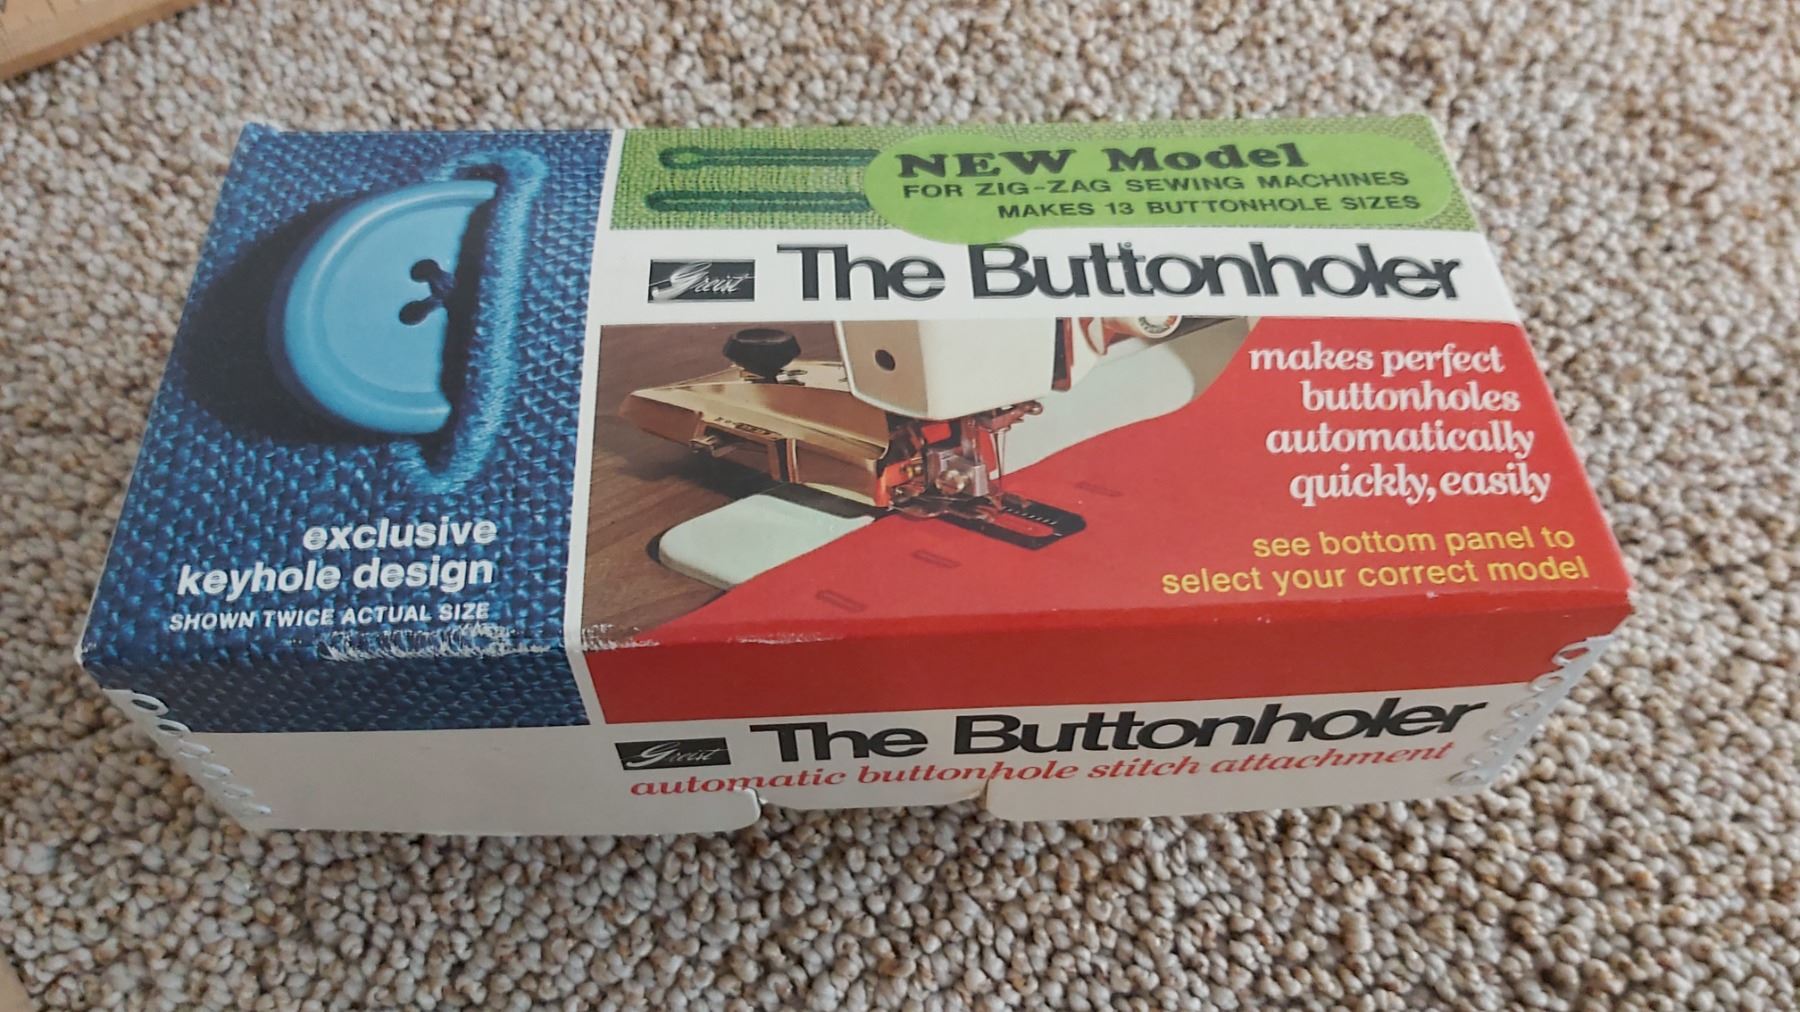 NEW Model
FOR ZIG-ZAG SEWING MACHINES
MAKES 13 BUTTONHOLE SIZES
Greist The Buttonholer
makes perfect
buttonholes
automatically
quickly, easily
see bottom panel to
select your correct model
exclusive
keyhole design
SHOWN TWICE ACTUAL SIZE
Greist The Buttonholer
automatic buttonhole stitch attachment